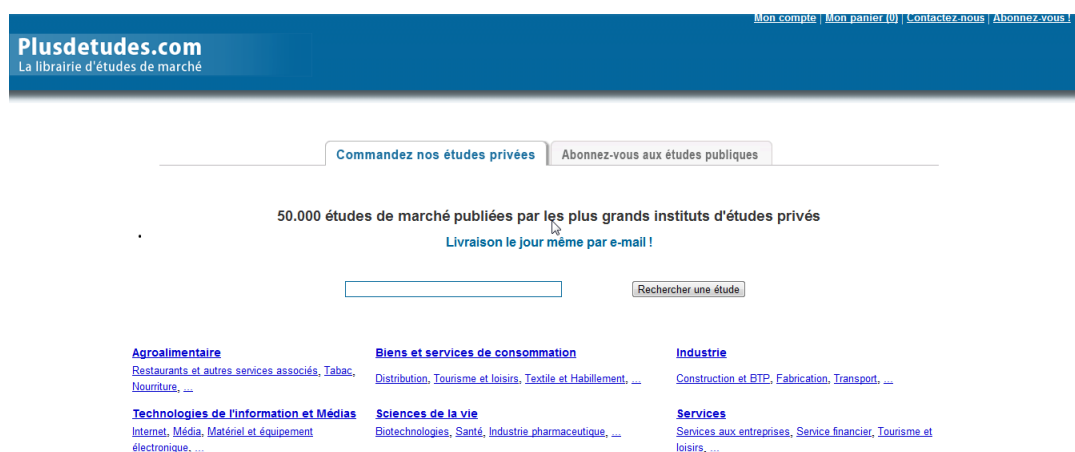 Mon compte | Mon panier (0) | Contactez-nous | Abonnez-vous !
Plusdetudes.com
La librairie d'études de marché
Commandez nos études privées
Abonnez-vous aux études publiques
50.000 études de marché publiées par les plus grands instituts d'études privés
Livraison le jour même par e-mail !
Rechercher une étude
Agroalimentaire
Restaurants et autres services associés, Tabac,
Nourriture, ...
Biens et services de consommation
Distribution, Tourisme et loisirs, Textile et Habillement, ...
Industrie
Construction et BTP, Fabrication, Transport, ...
Technologies de l'information et Médias
Internet, Média, Matériel et équipement
électronique, ...
Sciences de la vie
Biotechnologies, Santé, Industrie pharmaceutique, ...
Services
Services aux entreprises, Service financier, Tourisme et
loisirs, ...